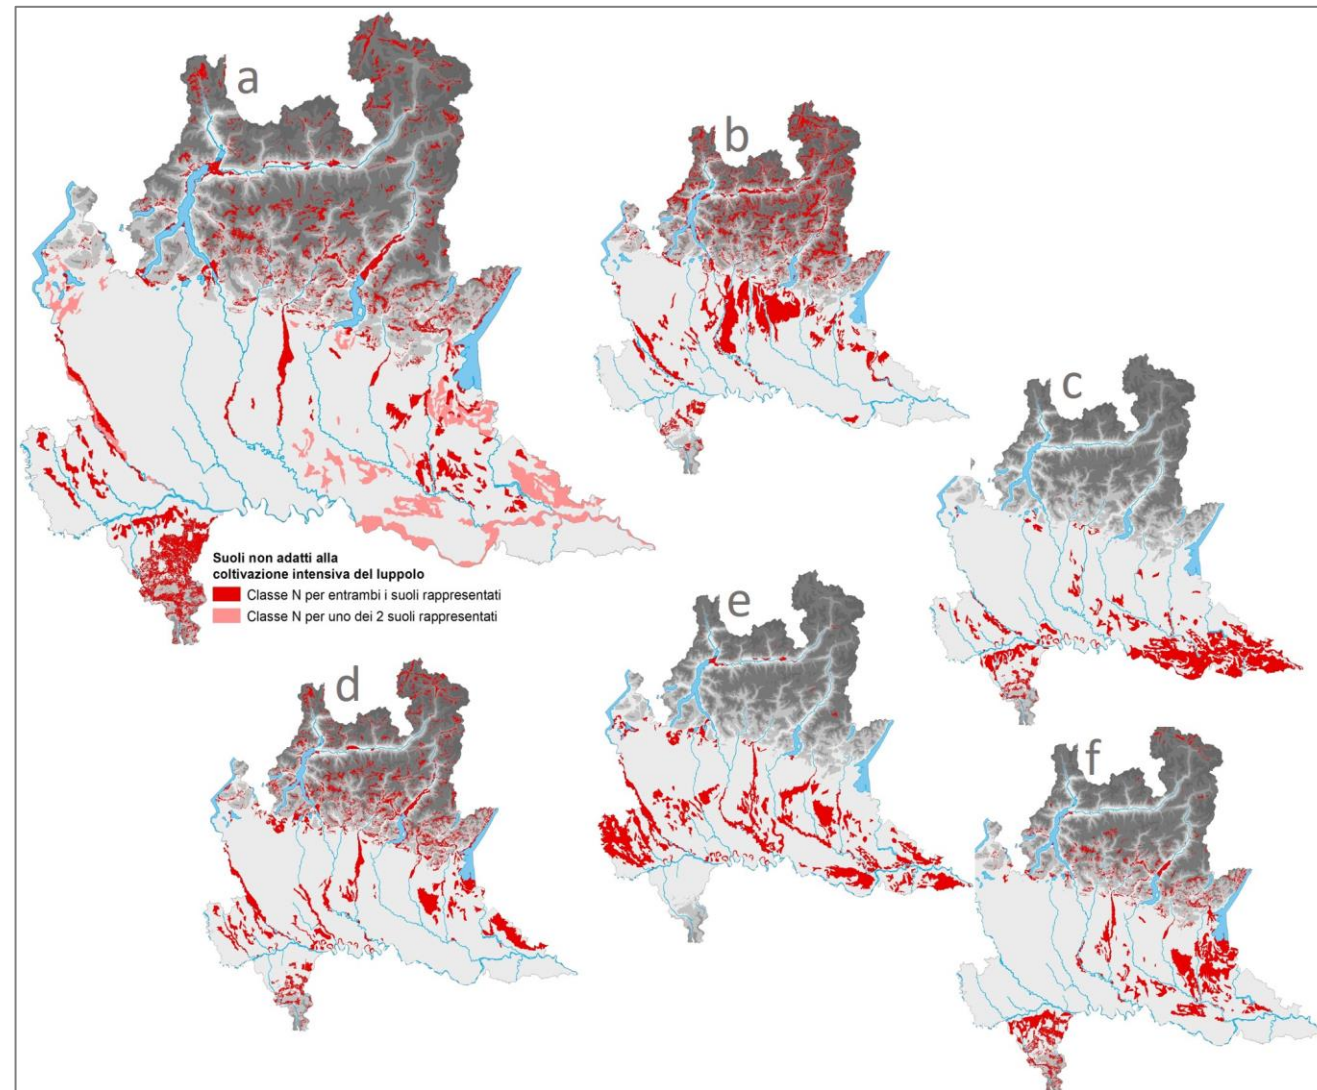 a
b
c
Suoli non adatti alla
coltivazione intensiva del luppolo
Classe N per entrambi i suoli rappresentati
Classe N per uno dei 2 suoli rappresentati
d
e
f